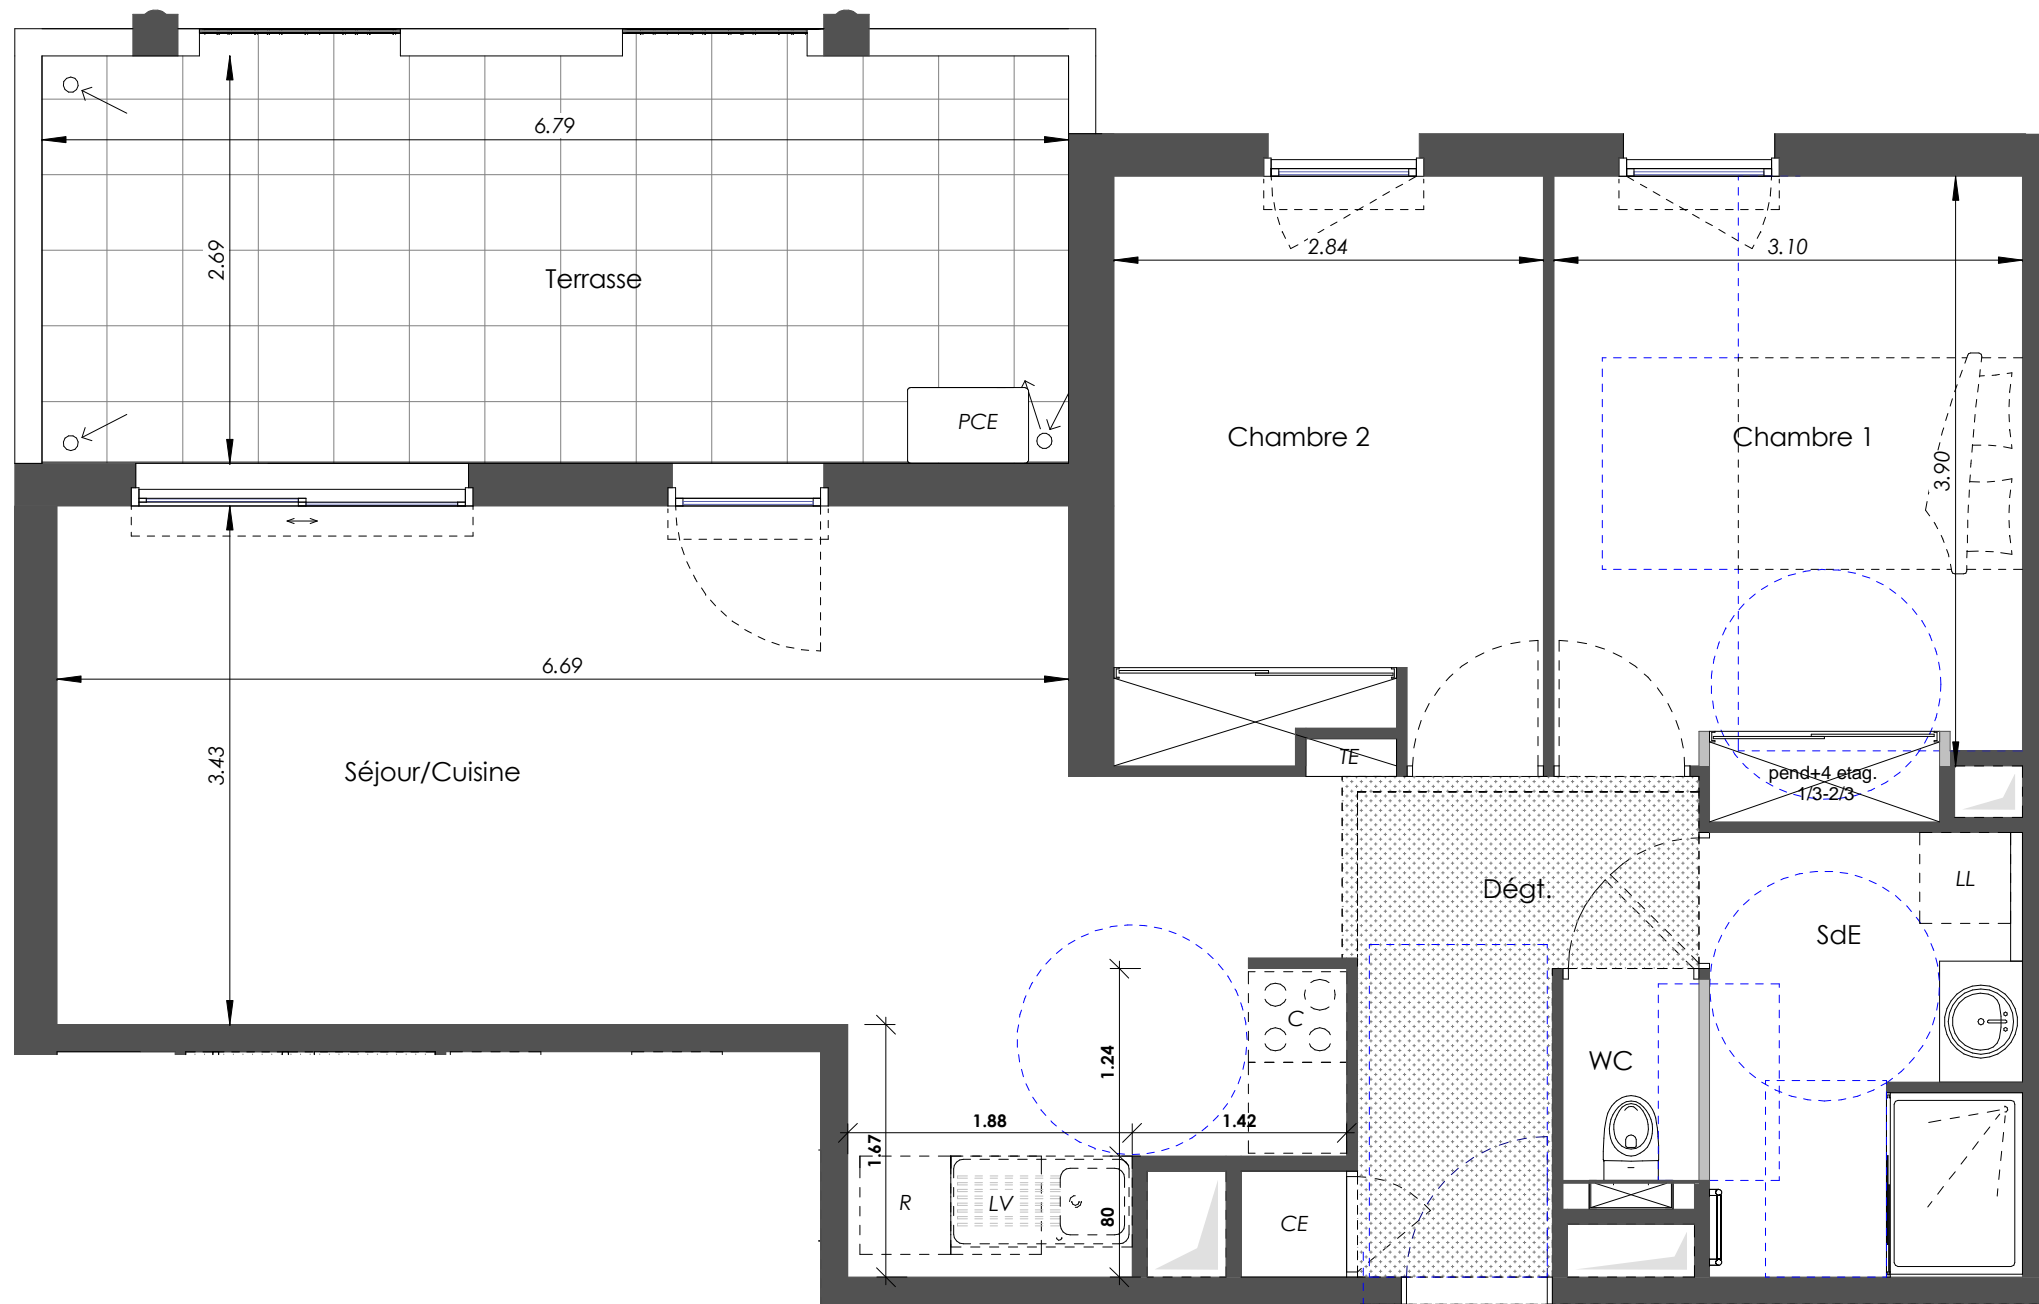 6.79
2.69
Terrasse
PCE
2.84
3.10
Chambre 2
Chambre 1
3.90
6.69
3.43
Séjour/Cuisine
TE
pend+4 etag.
1/3-2/3
Dégt.
LL
SdE
C
1.24
WC
1.88
1.42
1.67
R
LV
80
CE